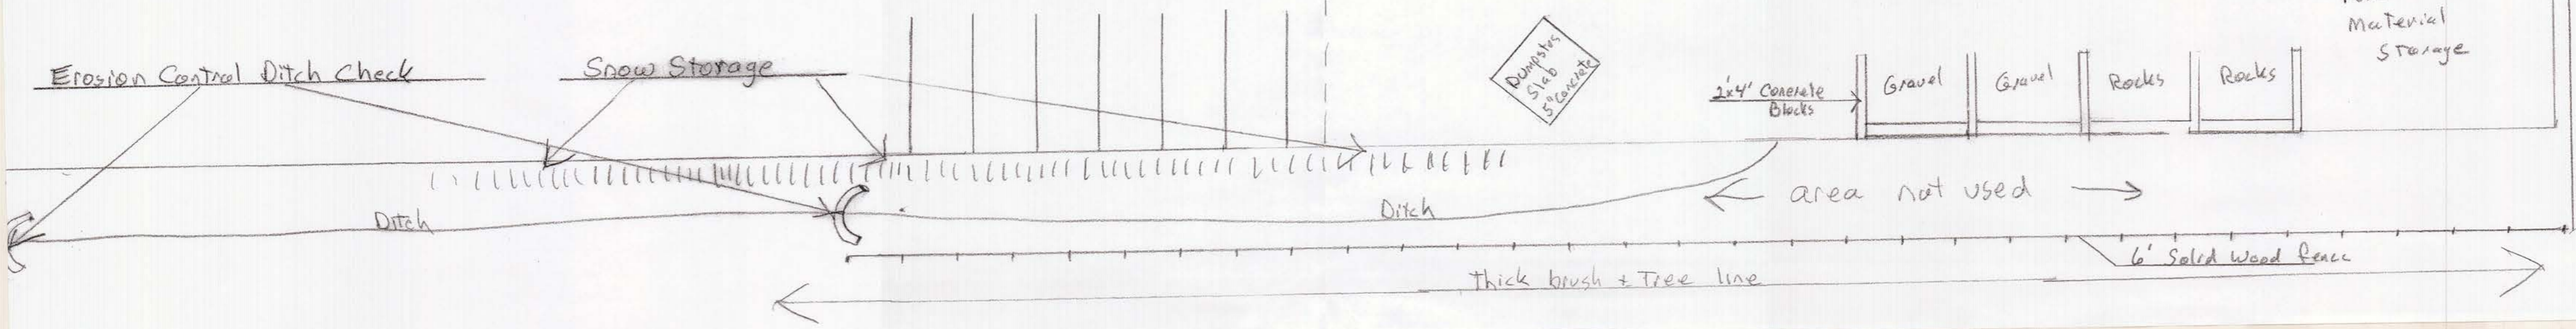 Material
Storage
Erosion Control Ditch Check
Snow Storage
Dumpster
Slab
5" Concrete
2'x4' Concrete
Blocks
Gravel
Gravel
Rocks
Rocks
Ditch
Ditch
area not used
6' Solid Wood fence
Thick brush + Tree line